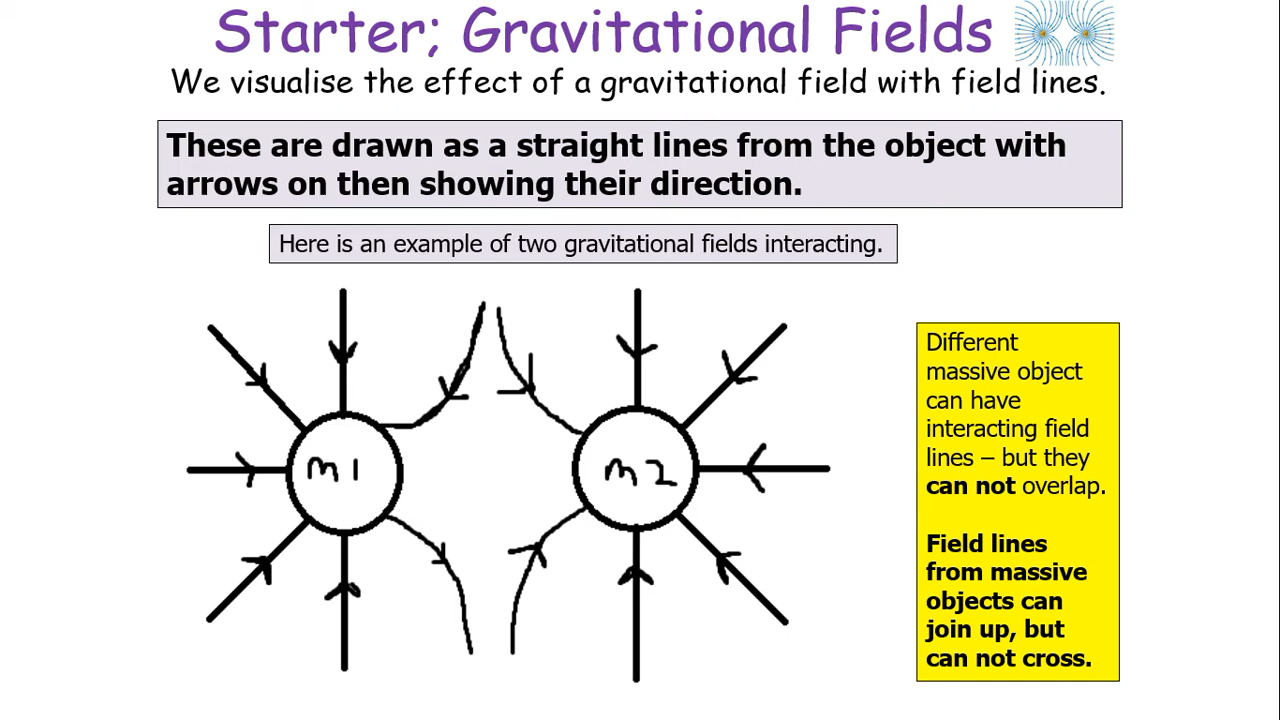 Starter; Gravitational Fields
We visualise the effect of a gravitational field with field lines.
These are drawn as a straight lines from the object with
arrows on then showing their direction.
Here is an example of two gravitational fields interacting.
m1
m2
Different
massive object
can have
interacting field
lines – but they
can not overlap.
Field lines
from massive
objects can
join up, but
can not cross.